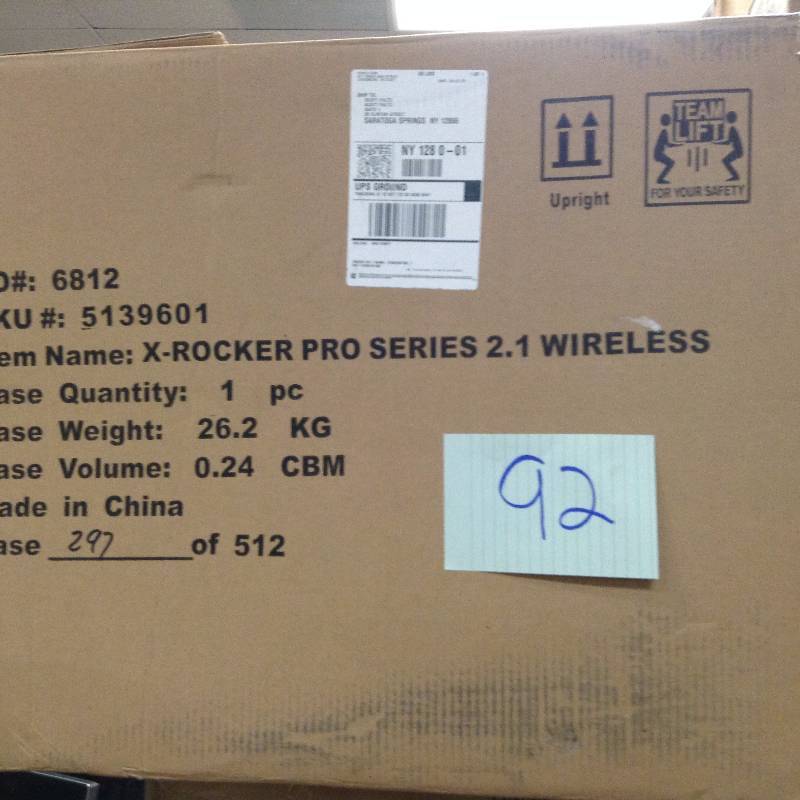 SARATOGA SPRINGS NY 12866
NY 128 0-01
UPS GROUND
Upright
TEAM
LIFT
FOR YOUR SAFETY
O#: 6812
KU #: 5139601
em Name: X-ROCKER PRO SERIES 2.1 WIRELESS
ase Quantity: 1 pc
ase Weight: 26.2 KG
ase Volume: 0.24 CBM
ade in China
ase 297 of 512
92